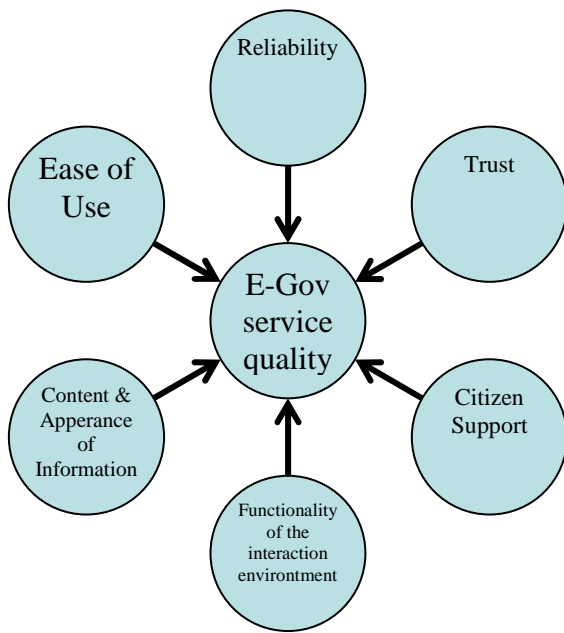 Reliability
Ease of
Use
Trust
E-Gov
service
quality
Content &
Apperance
of
Information
Citizen
Support
Functionality
of the
interaction
environtment